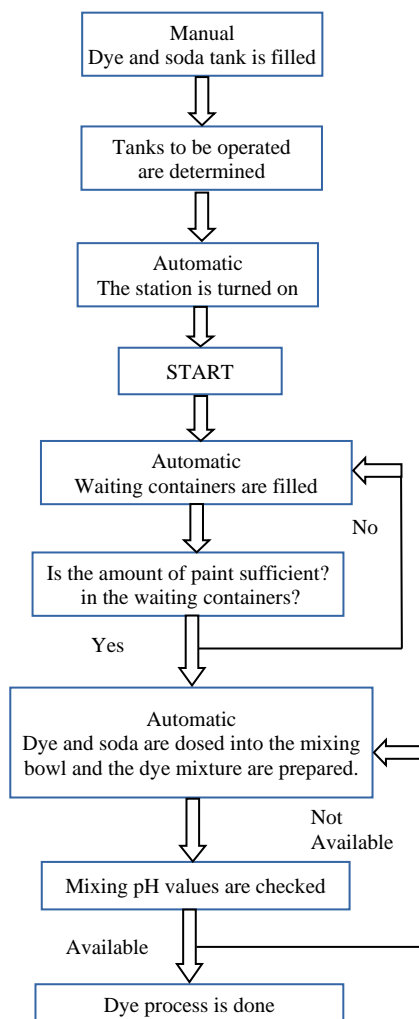 Manual
Dye and soda tank is filled
Tanks to be operated
are determined
Automatic
The station is turned on
START
Automatic
Waiting containers are filled
No
Is the amount of paint sufficient?
in the waiting containers?
Yes
Automatic
Dye and soda are dosed into the mixing
bowl and the dye mixture are prepared.
Not
Available
Mixing pH values are checked
Available
Dye process is done